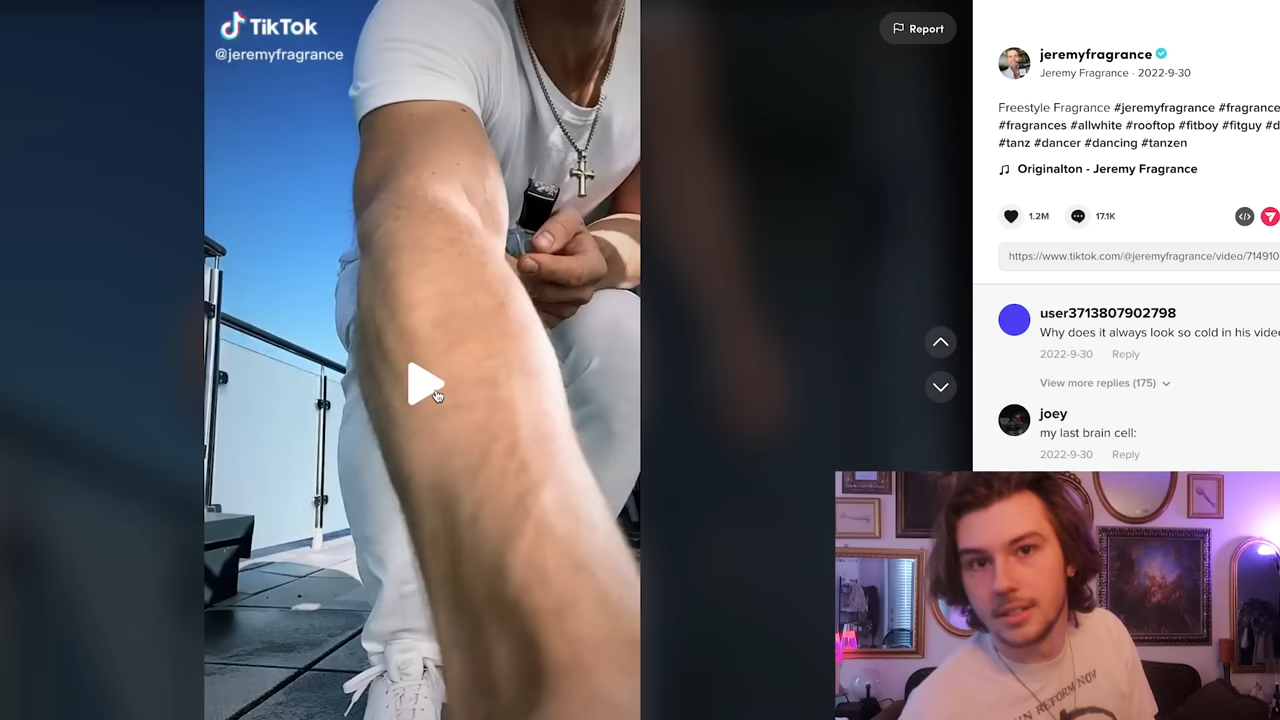 TikTok
@jeremyfragrance
Report
jeremyfragrance
Jeremy Fragrance · 2022-9-30
Freestyle Fragrance #jeremyfragrance #fragrance
#fragrances #allwhite #rooftop #fitboy #fitguy #d
#tanz #dancer #dancing #tanzen
Originalton - Jeremy Fragrance
1.2M
17.1K
https://www.tiktok.com/@jeremyfragrance/video/714910
user3713807902798
Why does it always look so cold in his vide
2022-9-30 Reply
View more replies (175)
joey
my last brain cell:
2022-9-30 Reply
REFORM NOW